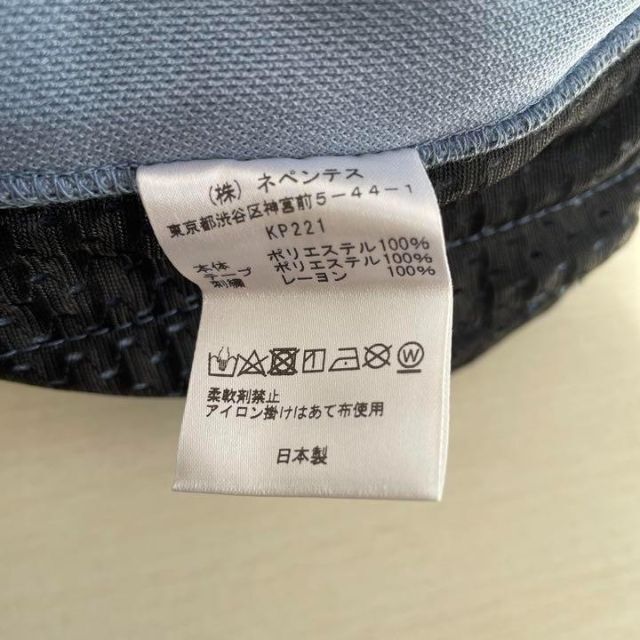 (株) ネペンテス
東京都渋谷区神宮前5-44-1
KP221
本体 ポリエステル100%
テープ ポリエステル100%
刺繍 レーヨン 100%
W
柔軟剤禁止
アイロン掛けはあて布使用
日本製